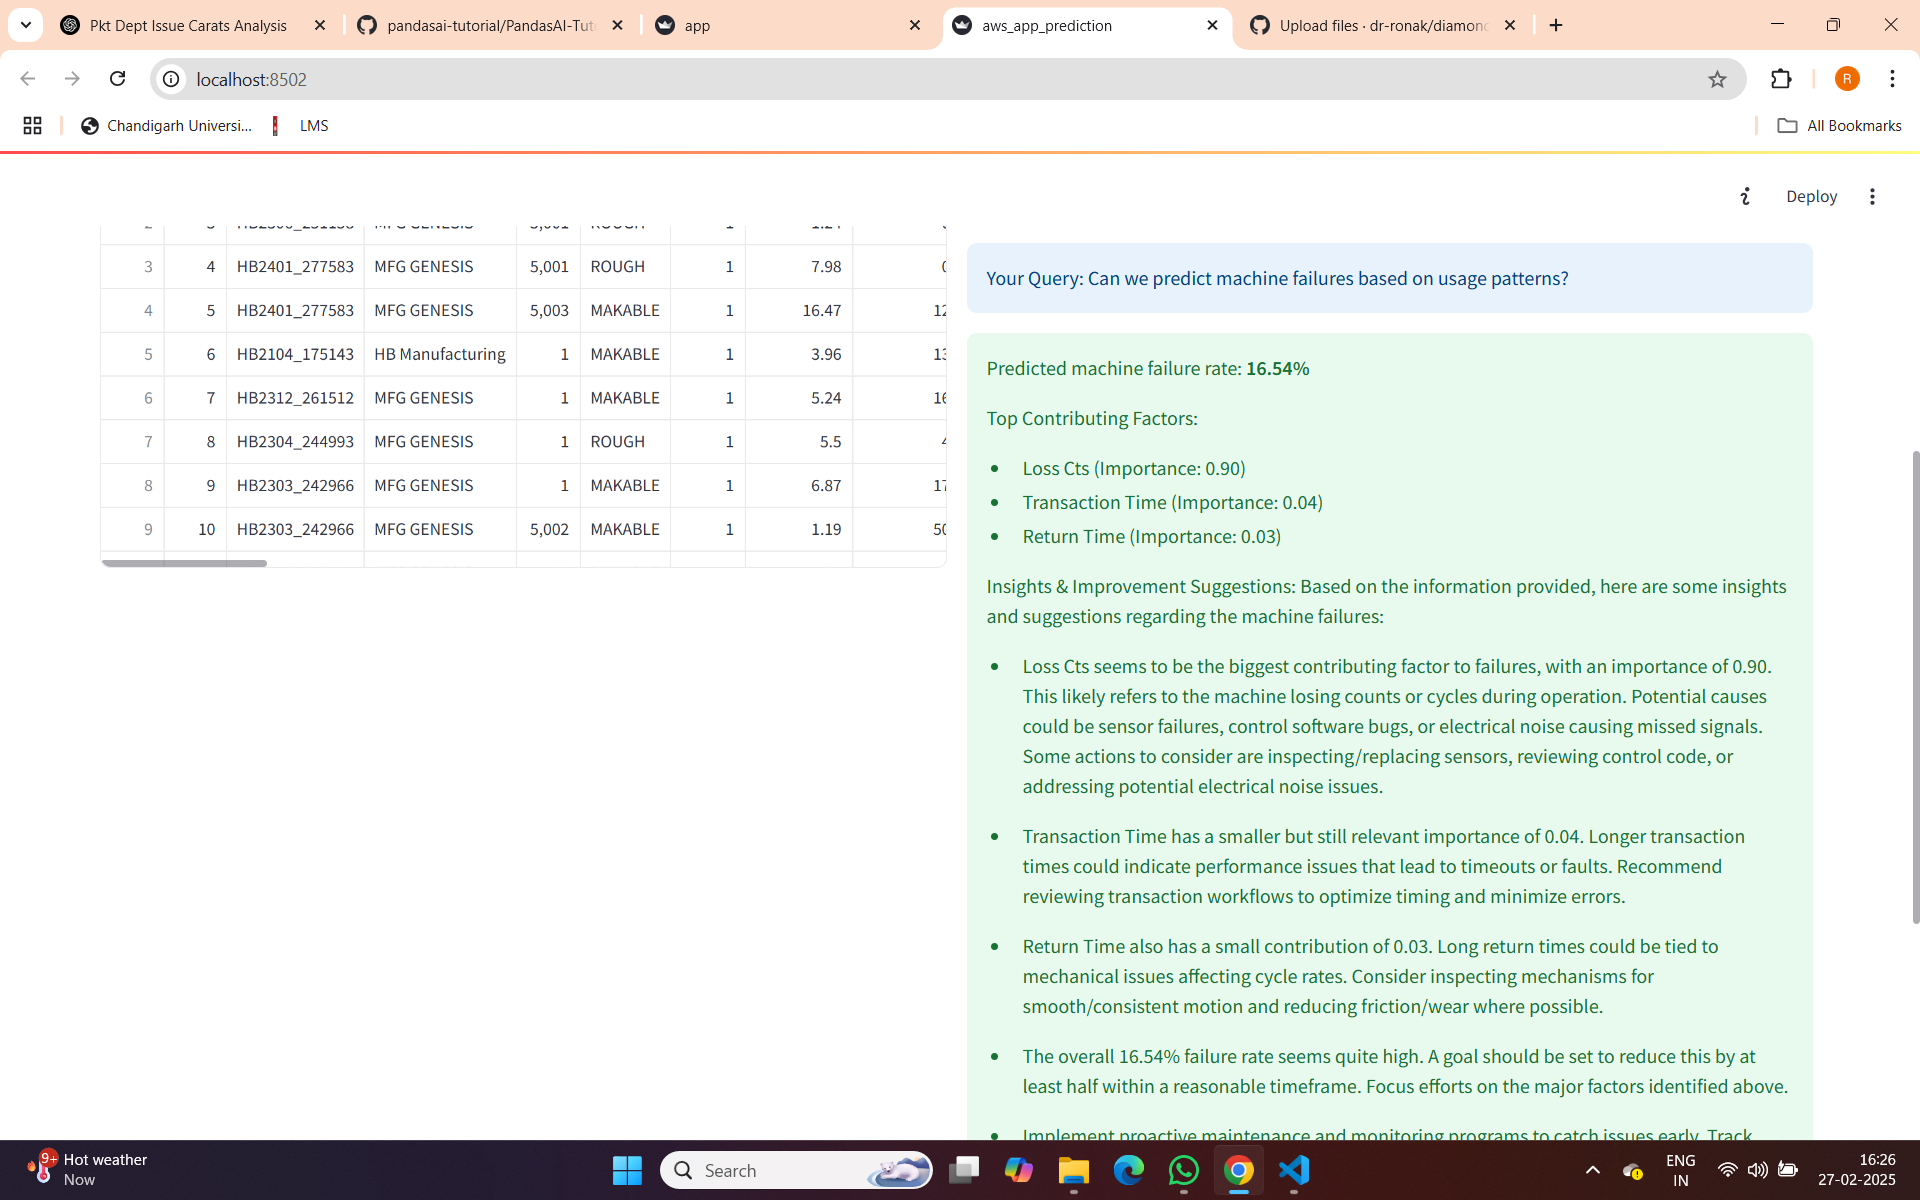 Pkt Dept Issue Carats Analysis
pandasai-tutorial/PandasAI-Tut
app
aws_app_prediction
Upload files · dr-ronak/diamond
localhost:8502
R
Chandigarh Universi...
LMS
All Bookmarks
Deploy
3 4 HB2401_277583 MFG GENESIS 5,001 ROUGH 1 7.98
4 5 HB2401_277583 MFG GENESIS 5,003 MAKABLE 1 16.47 12
5 6 HB2104_175143 HB Manufacturing 1 MAKABLE 1 3.96 13
6 7 HB2312_261512 MFG GENESIS 1 MAKABLE 1 5.24 16
7 8 HB2304_244993 MFG GENESIS 1 ROUGH 1 5.5
8 9 HB2303_242966 MFG GENESIS 1 MAKABLE 1 6.87 17
9 10 HB2303_242966 MFG GENESIS 5,002 MAKABLE 1 1.19 50
Your Query: Can we predict machine failures based on usage patterns?
Predicted machine failure rate: 16.54%
Top Contributing Factors:
• Loss Cts (Importance: 0.90)
• Transaction Time (Importance: 0.04)
• Return Time (Importance: 0.03)
Insights & Improvement Suggestions: Based on the information provided, here are some insights
and suggestions regarding the machine failures:
• Loss Cts seems to be the biggest contributing factor to failures, with an importance of 0.90.
This likely refers to the machine losing counts or cycles during operation. Potential causes
could be sensor failures, control software bugs, or electrical noise causing missed signals.
Some actions to consider are inspecting/replacing sensors, reviewing control code, or
addressing potential electrical noise issues.
• Transaction Time has a smaller but still relevant importance of 0.04. Longer transaction
times could indicate performance issues that lead to timeouts or faults. Recommend
reviewing transaction workflows to optimize timing and minimize errors.
• Return Time also has a small contribution of 0.03. Long return times could be tied to
mechanical issues affecting cycle rates. Consider inspecting mechanisms for
smooth/consistent motion and reducing friction/wear where possible.
• The overall 16.54% failure rate seems quite high. A goal should be set to reduce this by at
least half within a reasonable timeframe. Focus efforts on the major factors identified above.
• Implement proactive maintenance and monitoring programs to catch issues early. Track
9+
Hot weather
Now
Search
ENG
IN
16:26
27-02-2025